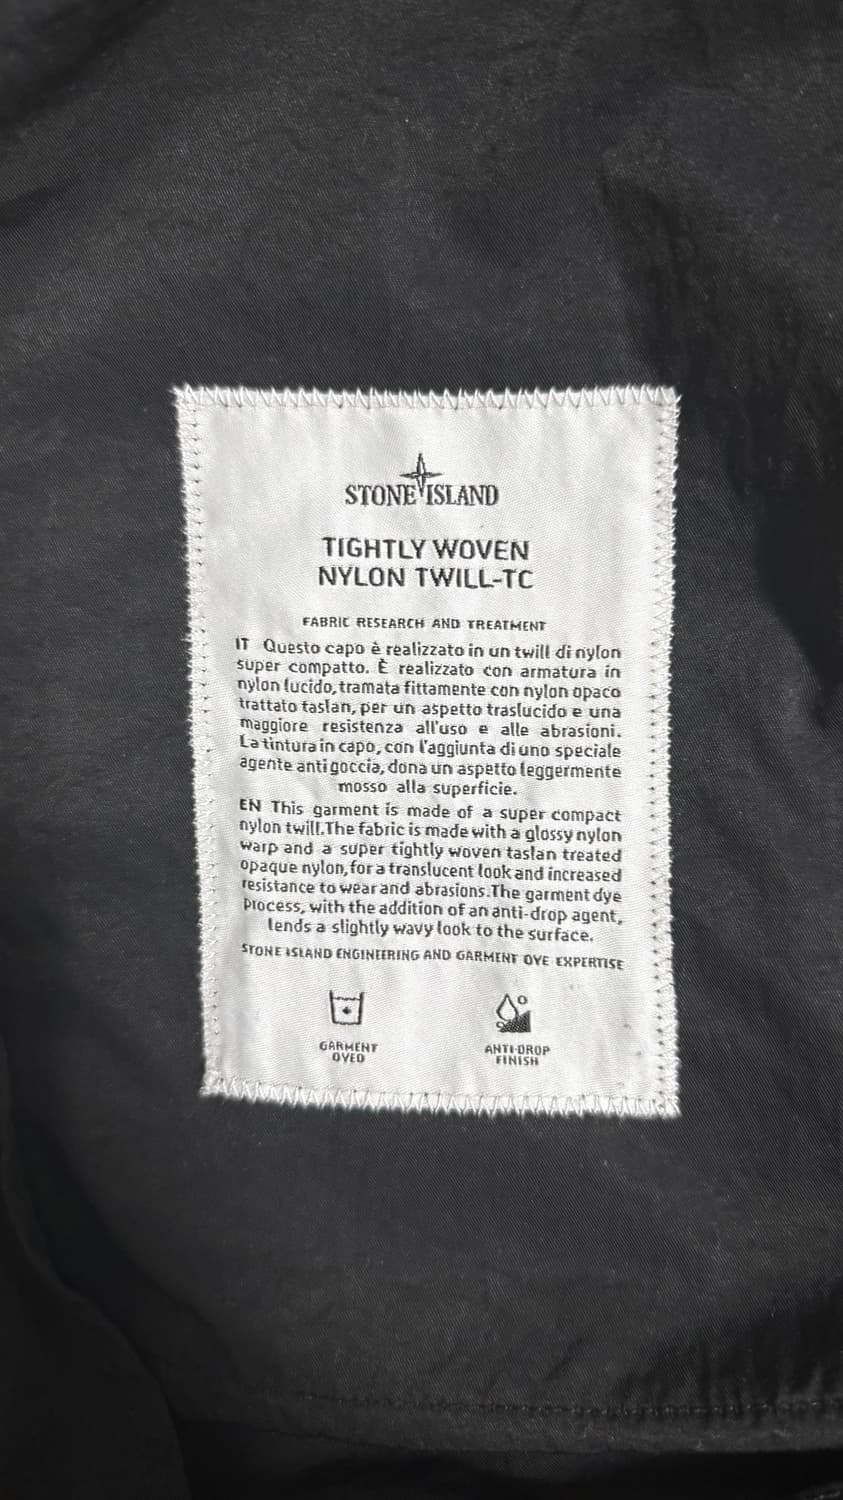 STONE ISLAND
TIGHTLY WOVEN
NYLON TWILL-TC
FABRIC RESEARCH AND TREATMENT
IT Questo capo è realizzato in un twill di nylon
super compatto. È realizzato con armatura in
nylon lucido, tramata fittamente con nylon opaco
trattato taslan, per un aspetto traslucido e una
maggiore resistenza all'uso e alle abrasioni.
La tintura in capo, con l'aggiunta di uno speciale
agente anti goccia, dona un aspetto leggermente
mosso alla superficie.
EN This garment is made of a super compact
nylon twill. The fabric is made with a glossy nylon
warp and a super tightly woven taslan treated
opaque nylon, for a translucent look and increased
resistance to wear and abrasions. The garment dye
process, with the addition of an anti-drop agent,
lends a slightly wavy look to the surface.
STONE ISLAND ENGINEERING AND GARMENT DYE EXPERTISE
GARMENT
DYED
ANTI-DROP
FINISH